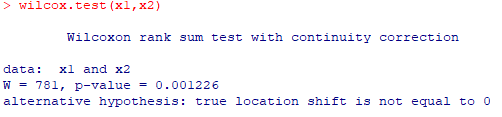 > wilcox.test(x1,x2)
Wilcoxon rank sum test with continuity correction
data:  x1 and x2
W = 781, p-value = 0.001226
alternative hypothesis: true location shift is not equal to 0